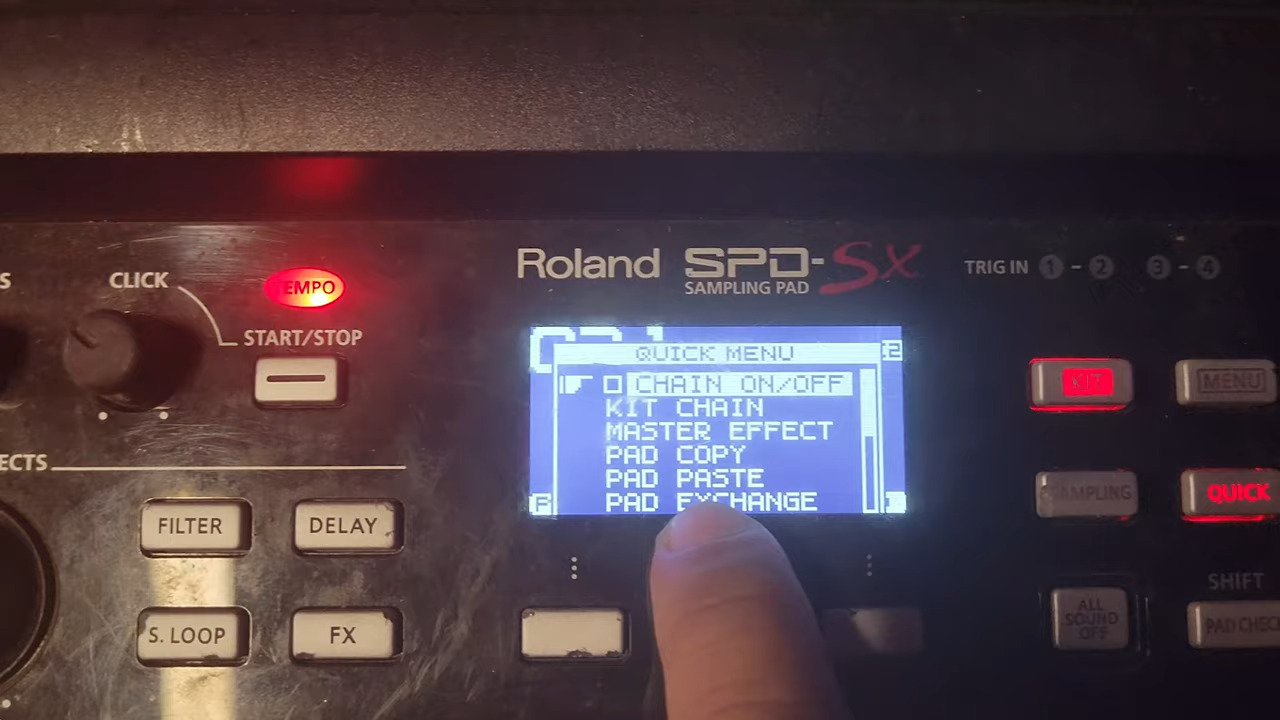 Roland SPD-SX
SAMPLING PAD
TRIG IN 1 - 2 3 - 4
CLICK
TEMPO
START/STOP
QUICK MENU
CHAIN ON/OFF
KIT CHAIN
MASTER EFFECT
PAD COPY
PAD PASTE
PAD EXCHANGE
KIT
MENU
SAMPLING
QUICK
ECTS
FILTER
DELAY
S. LOOP
FX
ALL
SOUND
OFF
SHIFT
PAD CHEC